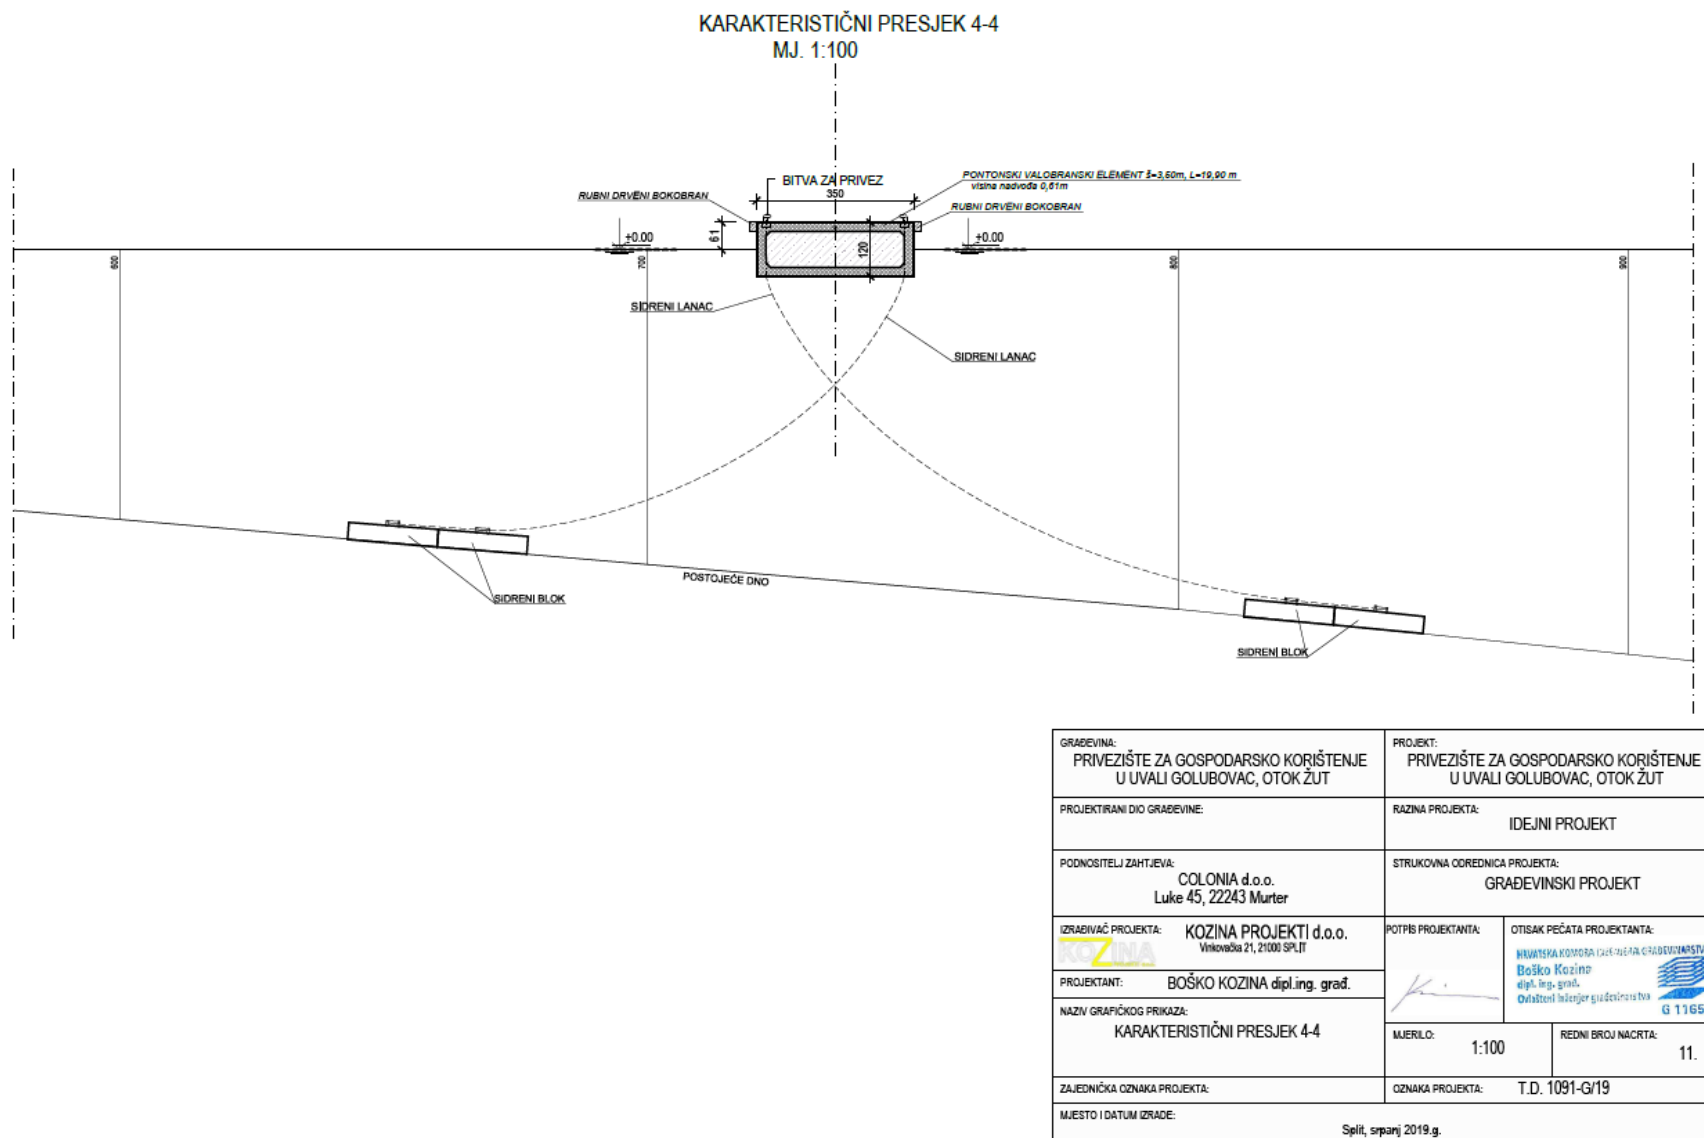 KARAKTERISTIČNI PRESJEK 4-4
MJ. 1:100
BITVA ZA PRIVEZ
350
RUBNI DRVENI BOKOBRAN
PONTONSKI VALOBRANSKI ELEMENT š=3,50m, L=19,90 m
visina nadvođa 0,61m
RUBNI DRVENI BOKOBRAN
61
120
±0.00
±0.00
600
700
800
900
SIDRENI LANAC
SIDRENI LANAC
POSTOJEĆE DNO
SIDRENI BLOK
SIDRENI BLOK
GRAĐEVINA:
PRIVEZIŠTE ZA GOSPODARSKO KORIŠTENJE
U UVALI GOLUBOVAC, OTOK ŽUT
PROJEKT:
PRIVEZIŠTE ZA GOSPODARSKO KORIŠTENJE
U UVALI GOLUBOVAC, OTOK ŽUT
PROJEKTIRANI DIO GRAĐEVINE:
RAZINA PROJEKTA:
IDEJNI PROJEKT
PODNOSITELJ ZAHTJEVA:
COLONIA d.o.o.
Luke 45, 22243 Murter
STRUKOVNA ODREDNICA PROJEKTA:
GRAĐEVINSKI PROJEKT
IZRAĐIVAČ PROJEKTA:
KOZINA PROJEKTI d.o.o.
Vinkovačka 21, 21000 SPLIT
KOZINA
POTPIS PROJEKTANTA:
OTISAK PEČATA PROJEKTANTA:
HRVATSKA KOMORA
Boško Kozina
dipl. ing. građ.
Ovlašteni inženjer građevinarstva
G 1165
PROJEKTANT:
BOŠKO KOZINA dipl.ing. građ.
NAZIV GRAFIČKOG PRIKAZA:
KARAKTERISTIČNI PRESJEK 4-4
MJERILO:
1:100
REDNI BROJ NACRTA:
11.
ZAJEDNIČKA OZNAKA PROJEKTA:
OZNAKA PROJEKTA:
T.D. 1091-G/19
MJESTO I DATUM IZRADE:
Split, srpanj 2019.g.